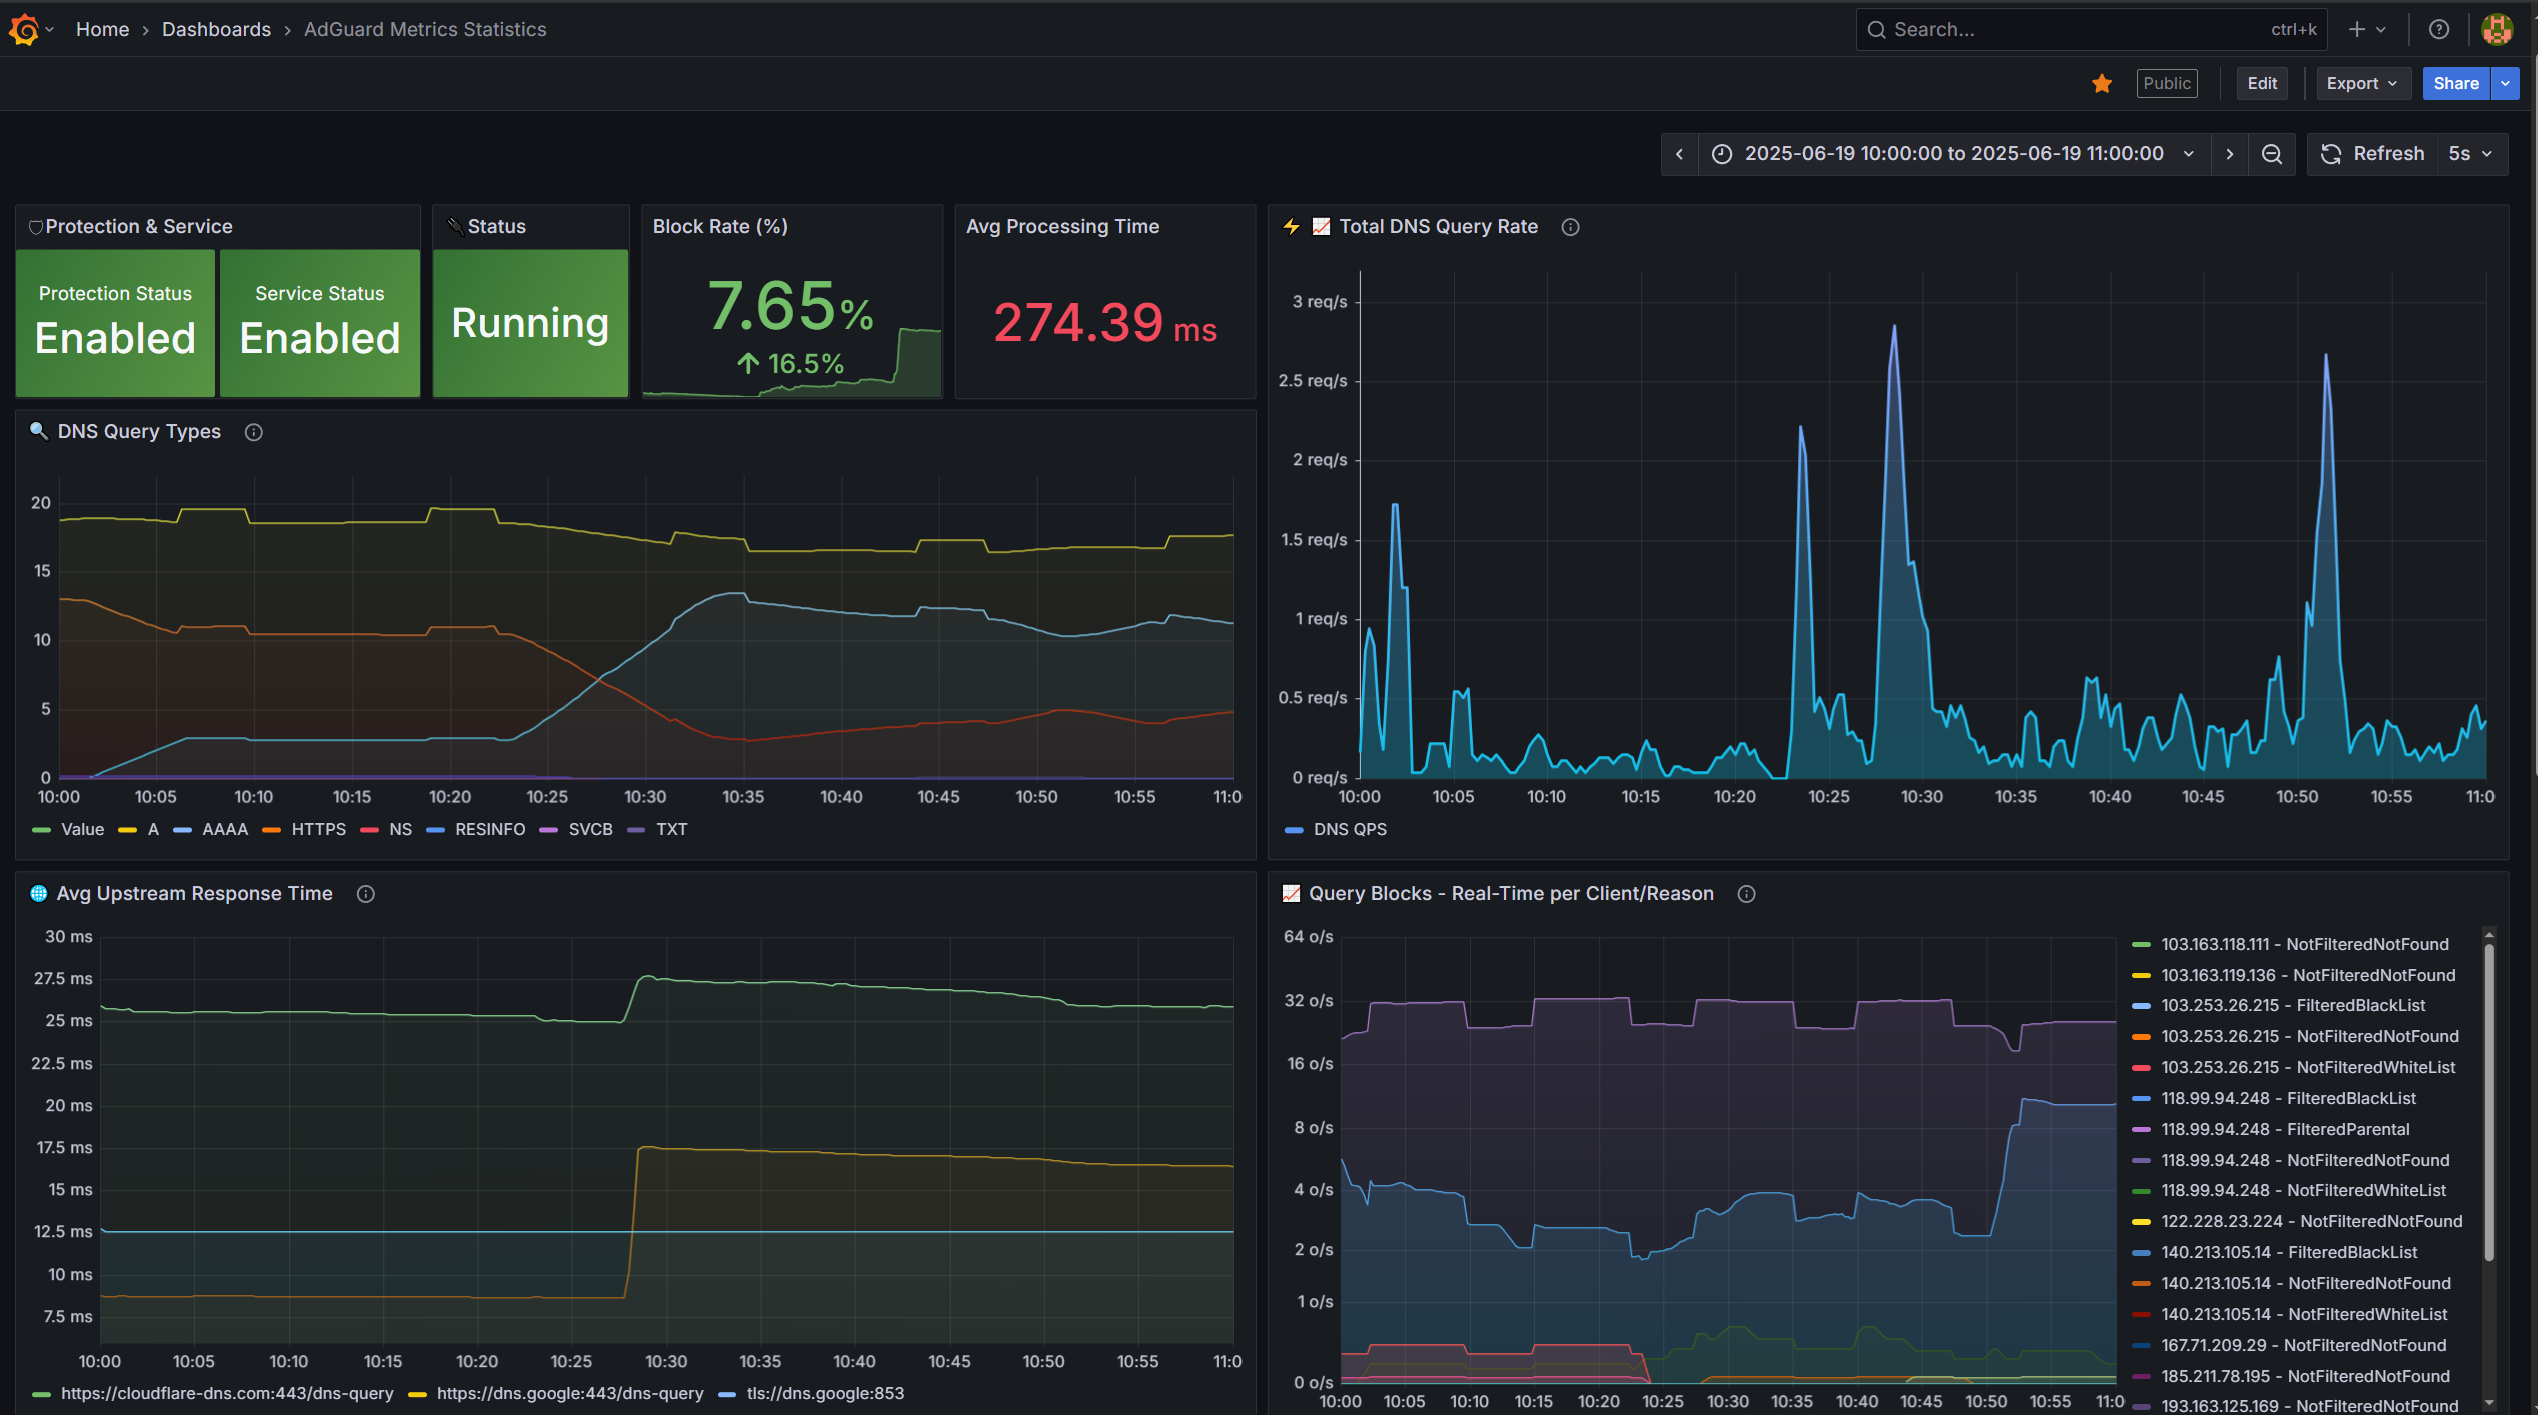 Home › Dashboards › AdGuard Metrics Statistics
Search... ctrl+k
Public Edit Export Share
2025-06-19 10:00:00 to 2025-06-19 11:00:00 Refresh 5s
Protection & Service
Protection Status
Enabled
Service Status
Enabled
Status
Running
Block Rate (%)
7.65%
16.5%
Avg Processing Time
274.39 ms
Total DNS Query Rate
3 req/s
2.5 req/s
2 req/s
1.5 req/s
1 req/s
0.5 req/s
0 req/s
10:00 10:05 10:10 10:15 10:20 10:25 10:30 10:35 10:40 10:45 10:50 10:55 11:0
DNS QPS
DNS Query Types
20
15
10
5
0
10:00 10:05 10:10 10:15 10:20 10:25 10:30 10:35 10:40 10:45 10:50 10:55 11:0
Value A AAAA HTTPS NS RESINFO SVCB TXT
Avg Upstream Response Time
30 ms
27.5 ms
25 ms
22.5 ms
20 ms
17.5 ms
15 ms
12.5 ms
10 ms
7.5 ms
10:00 10:05 10:10 10:15 10:20 10:25 10:30 10:35 10:40 10:45 10:50 10:55 11:0
https://cloudflare-dns.com:443/dns-query https://dns.google:443/dns-query tls://dns.google:853
Query Blocks - Real-Time per Client/Reason
64 o/s
32 o/s
16 o/s
8 o/s
4 o/s
2 o/s
1 o/s
0 o/s
10:00 10:05 10:10 10:15 10:20 10:25 10:30 10:35 10:40 10:45 10:50 10:55 11:0
103.163.118.111 - NotFilteredNotFound
103.163.119.136 - NotFilteredNotFound
103.253.26.215 - FilteredBlackList
103.253.26.215 - NotFilteredNotFound
103.253.26.215 - NotFilteredWhiteList
118.99.94.248 - FilteredBlackList
118.99.94.248 - FilteredParental
118.99.94.248 - NotFilteredNotFound
118.99.94.248 - NotFilteredWhiteList
122.228.23.224 - NotFilteredNotFound
140.213.105.14 - FilteredBlackList
140.213.105.14 - NotFilteredNotFound
140.213.105.14 - NotFilteredWhiteList
167.71.209.29 - NotFilteredNotFound
185.211.78.195 - NotFilteredNotFound
193.163.125.169 - NotFilteredNotFound